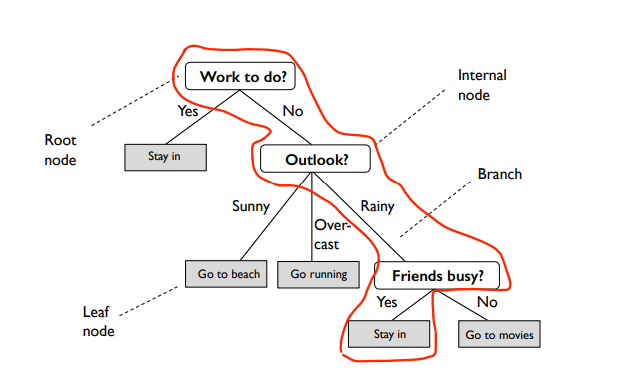 Work to do?
Internal
node
Yes
No
Root
node
Stay in
Outlook?
Branch
Sunny
Over-
cast
Rainy
Go to beach
Go running
Friends busy?
Leaf
node
Yes
No
Stay in
Go to movies